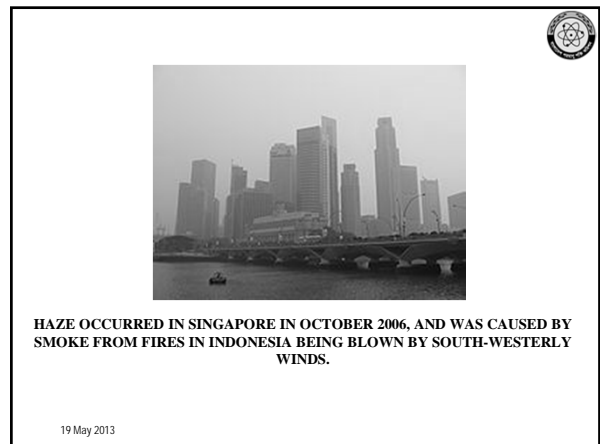 HAZE OCCURRED IN SINGAPORE IN OCTOBER 2006, AND WAS CAUSED BY
SMOKE FROM FIRES IN INDONESIA BEING BLOWN BY SOUTH-WESTERLY
WINDS.
19 May 2013